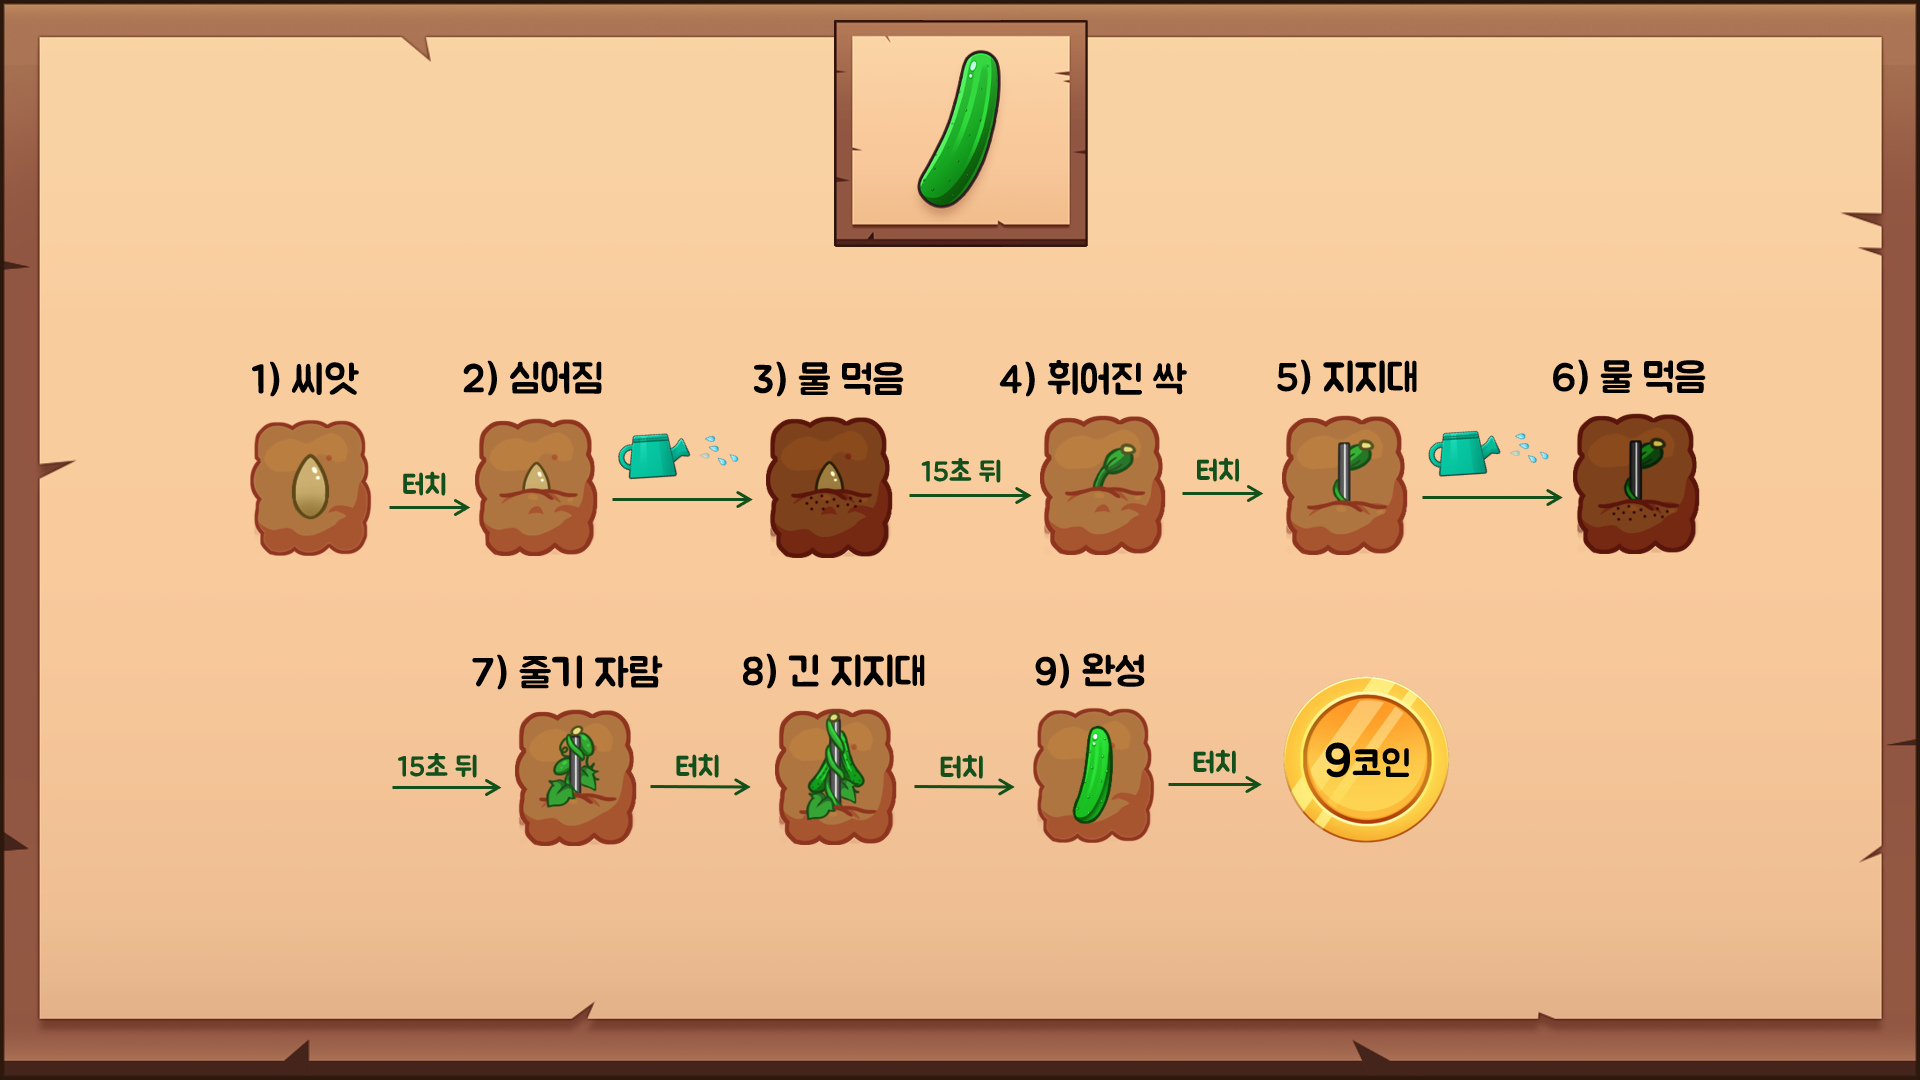 1) 씨앗
2) 심어짐
3) 물 먹음
4) 휘어진 싹
5) 지지대
6) 물 먹음
터치
15초 뒤
터치
7) 줄기 자람
8) 긴 지지대
9) 완성
15초 뒤
터치
터치
터치
9코인